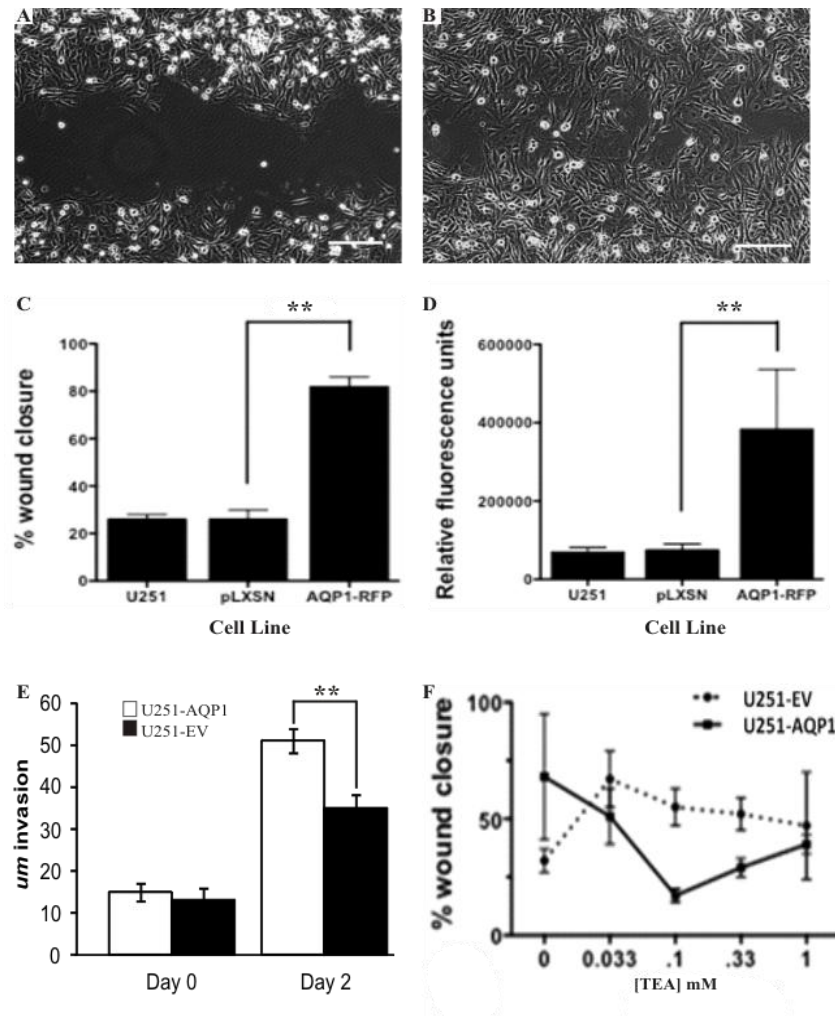 A
B
C
**
% wound closure
100
80
60
40
20
0
U251
pLXSN
AQP1-RFP
Cell Line
D
**
Relative fluorescence units
600000
400000
200000
0
U251
pLXSN
AQP1-RFP
Cell Line
E
U251-AQP1
U251-EV
**
um invasion
60
50
40
30
20
10
0
Day 0
Day 2
F
U251-EV
U251-AQP1
% wound closure
100
50
0
0
0.033
.1
.33
1
[TEA] mM